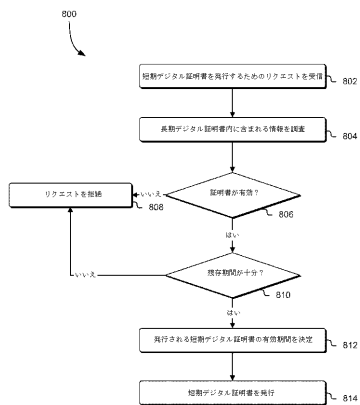 800
短期デジタル証明書を発行するためのリクエストを受信
802
長期デジタル証明書内に含まれる情報を調査
804
証明書が有効?
806
いいえ
リクエストを拒絶
808
はい
残存期間が十分?
810
いいえ
はい
発行される短期デジタル証明書の有効期間を決定
812
短期デジタル証明書を発行
814